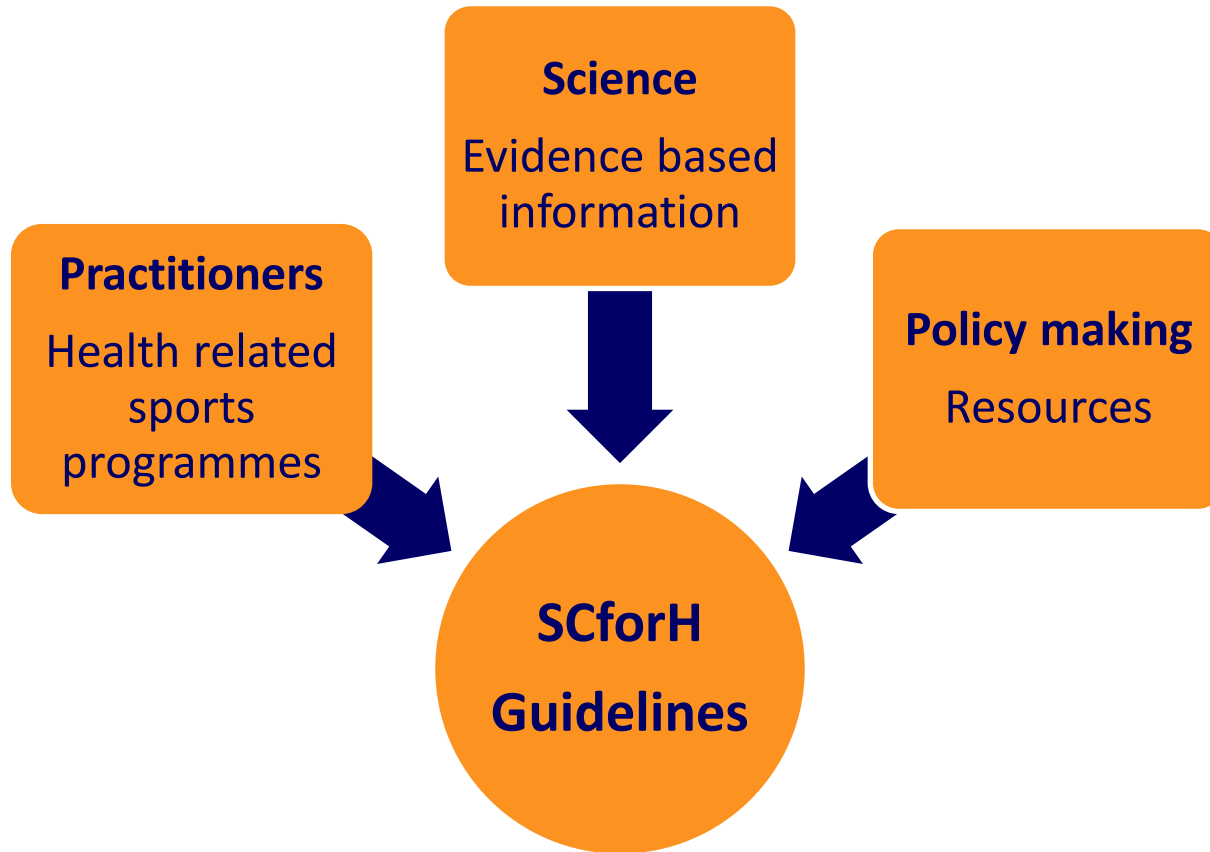 Science
Evidence based
information
Practitioners
Health related
sports
programmes
Policy making
Resources
SCforH
Guidelines